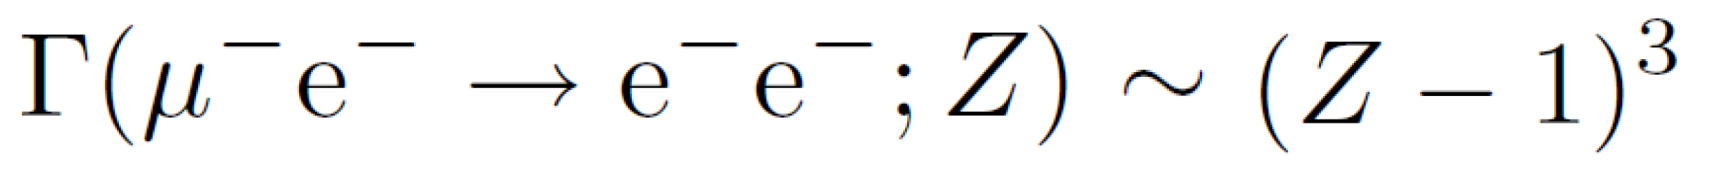 Γ(μ⁻e⁻ → e⁻e⁻; Z) ∼ (Z − 1)³